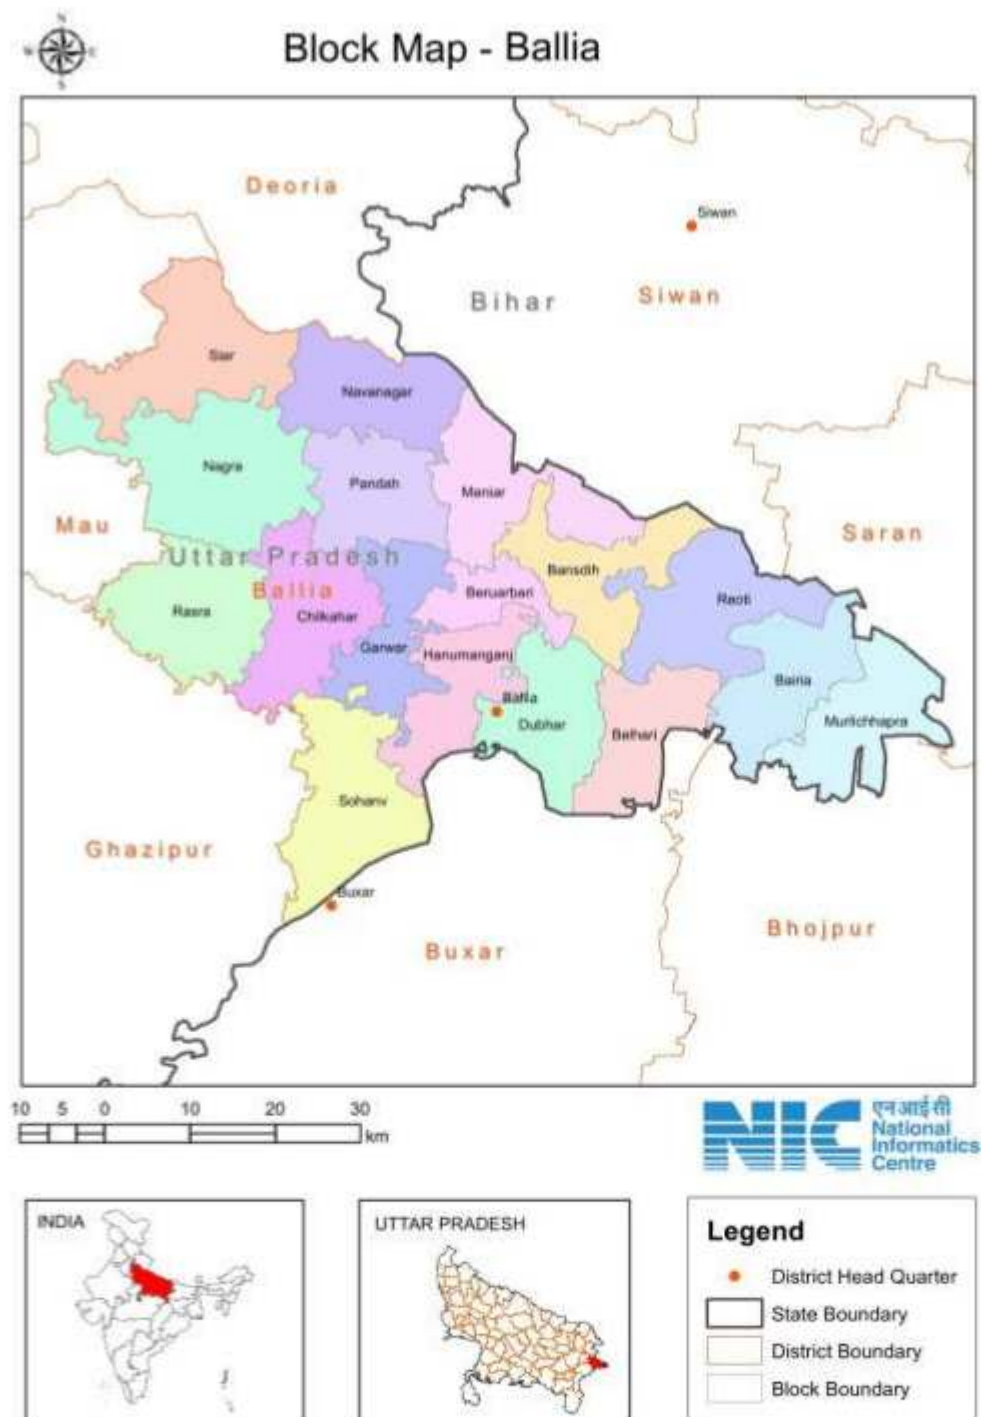 Block Map - Ballia
N
W
E
S
Deoria
Siwan
Bihar
Siwan
Siar
Navanagar
Nagra
Pandah
Maniar
Mau
Saran
Uttar Pradesh
Bansdih
Ballia
Beruarbari
Reoti
Rasra
Chilkahar
Garwar
Hanumanganj
Bairia
Ballia
Dubhar
Belhari
Murlichhapra
Sohanv
Ghazipur
Buxar
Bhojpur
Buxar
10 5 0 10 20 30
km
NIC
एन आई सी
National
Informatics
Centre
INDIA
UTTAR PRADESH
Legend
District Head Quarter
State Boundary
District Boundary
Block Boundary